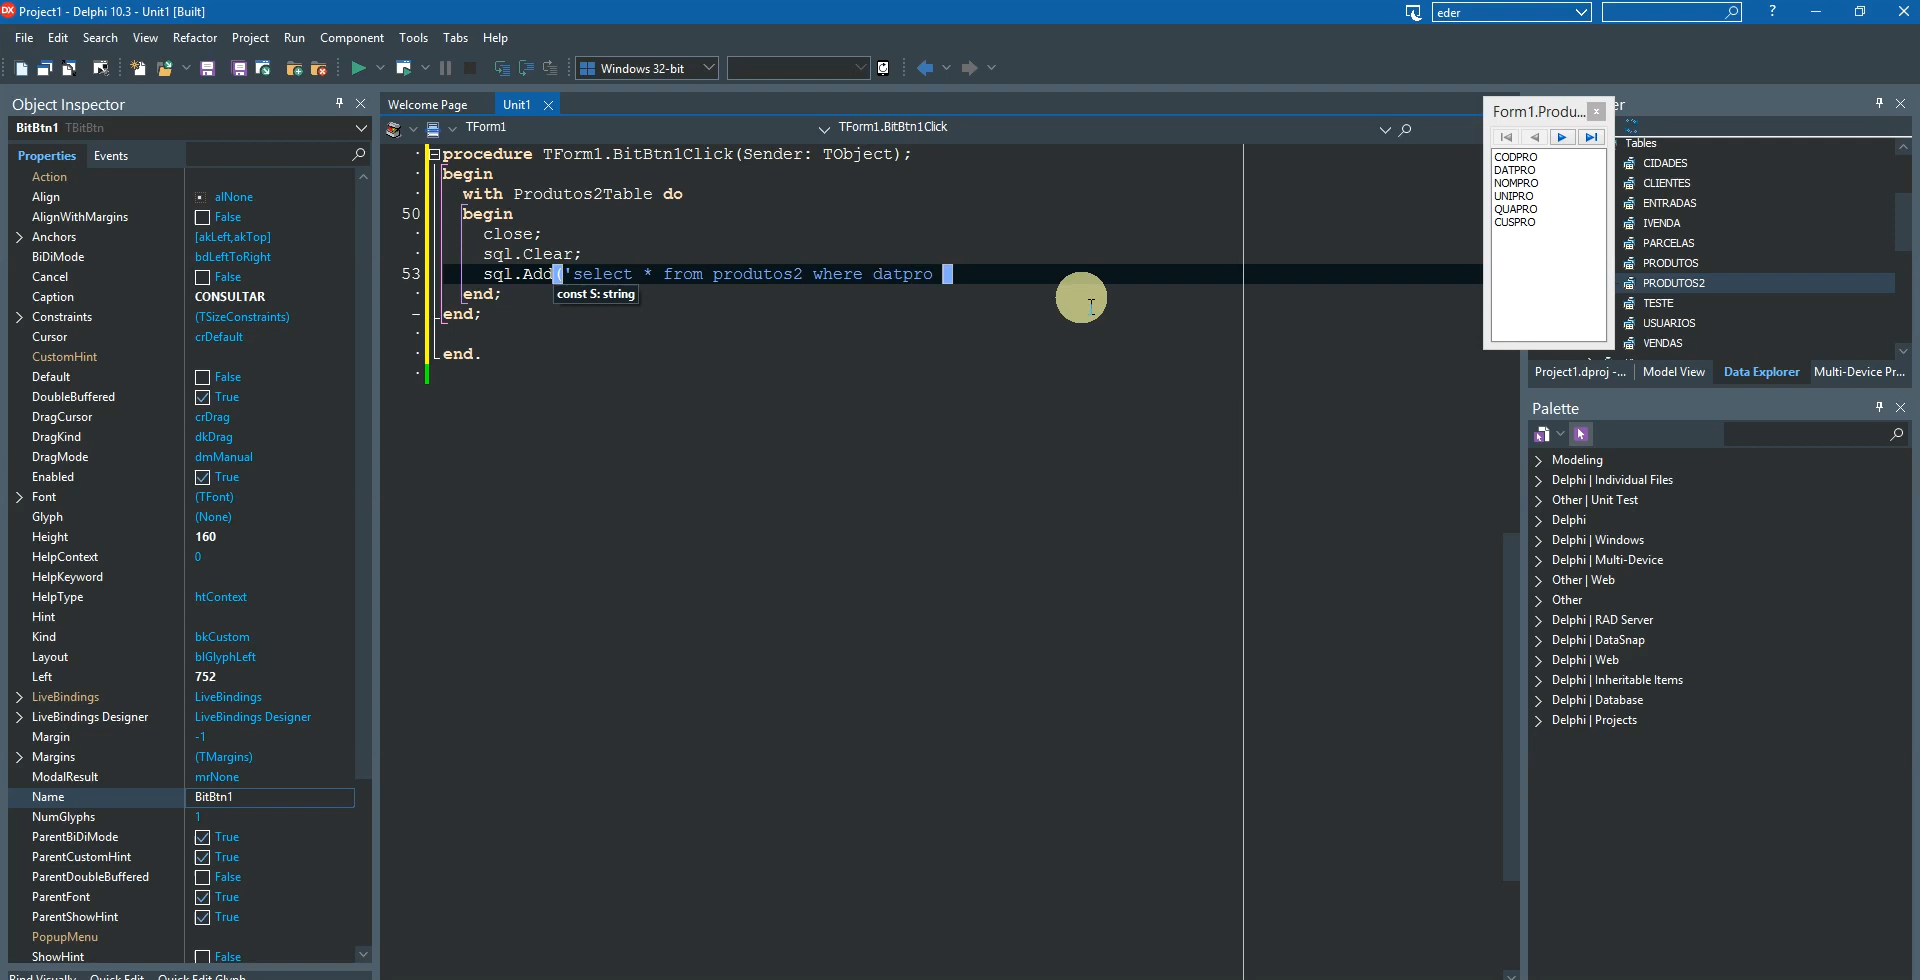 DX Project1 - Delphi 10.3 - Unit1 [Built]
eder
?
File Edit Search View Refactor Project Run Component Tools Tabs Help
Windows 32-bit
Object Inspector
BitBtn1 TBitBtn
Properties Events
Action
Align alNone
AlignWithMargins False
Anchors [akLeft,akTop]
BiDiMode bdLeftToRight
Cancel False
Caption CONSULTAR
Constraints (TSizeConstraints)
Cursor crDefault
CustomHint
Default False
DoubleBuffered True
DragCursor crDrag
DragKind dkDrag
DragMode dmManual
Enabled True
Font (TFont)
Glyph (None)
Height 160
HelpContext 0
HelpKeyword
HelpType htContext
Hint
Kind bkCustom
Layout blGlyphLeft
Left 752
LiveBindings LiveBindings
LiveBindings Designer LiveBindings Designer
Margin -1
Margins (TMargins)
ModalResult mrNone
Name BitBtn1
NumGlyphs 1
ParentBiDiMode True
ParentCustomHint True
ParentDoubleBuffered False
ParentFont True
ParentShowHint True
PopupMenu
ShowHint False
Bind Visually... Quick Edit... Quick Edit Glyph...
Welcome Page Unit1
TForm1 TForm1.BitBtn1Click
procedure TForm1.BitBtn1Click(Sender: TObject);
begin
with Produtos2Table do
50 begin
close;
sql.Clear;
53 sql.Add('select * from produtos2 where datpro
const S: string
end;
end;
end.
Form1.Produ...
CODPRO
DATPRO
NOMPRO
UNIPRO
QUAPRO
CUSPRO
er
Tables
CIDADES
CLIENTES
ENTRADAS
IVENDA
PARCELAS
PRODUTOS
PRODUTOS2
TESTE
USUARIOS
VENDAS
Project1.dproj -... Model View Data Explorer Multi-Device Pr...
Palette
Modeling
Delphi | Individual Files
Other | Unit Test
Delphi
Delphi | Windows
Delphi | Multi-Device
Other | Web
Other
Delphi | RAD Server
Delphi | DataSnap
Delphi | Web
Delphi | Inheritable Items
Delphi | Database
Delphi | Projects